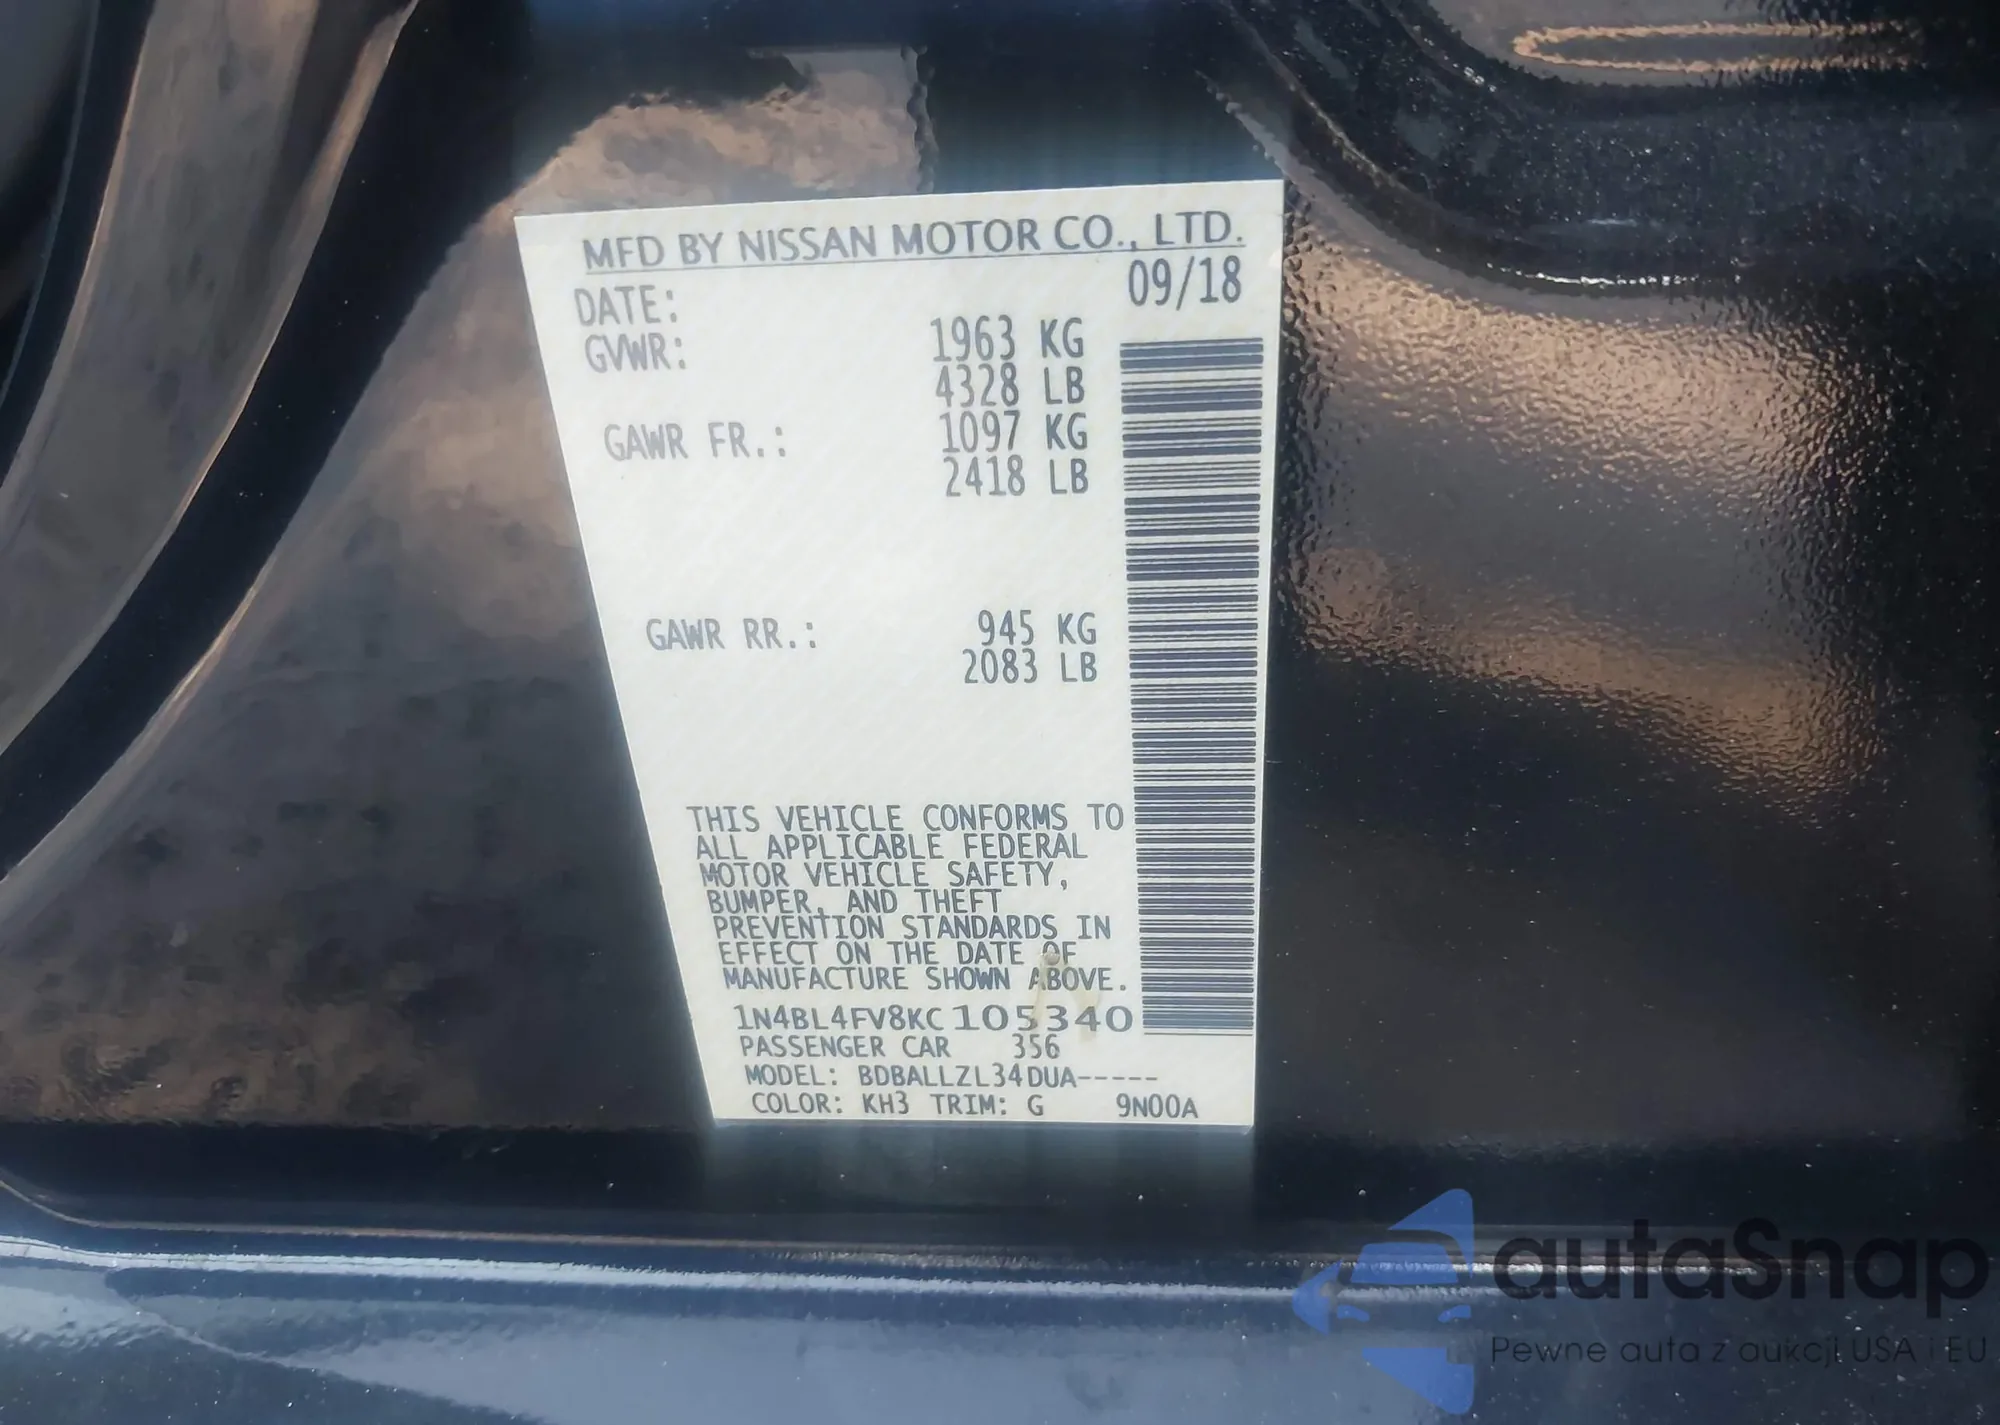 MFD BY NISSAN MOTOR CO., LTD.
DATE: 09/18
GVWR: 1963 KG
4328 LB
GAWR FR.: 1097 KG
2418 LB
GAWR RR.: 945 KG
2083 LB
THIS VEHICLE CONFORMS TO
ALL APPLICABLE FEDERAL
MOTOR VEHICLE SAFETY,
BUMPER, AND THEFT
PREVENTION STANDARDS IN
EFFECT ON THE DATE OF
MANUFACTURE SHOWN ABOVE.
1N4BL4FV8KC105340
PASSENGER CAR 356
MODEL: BDBALLZL34DUA-----
COLOR: KH3 TRIM: G 9N00A
autaSnap
Pewne auta z aukcji USA i EU